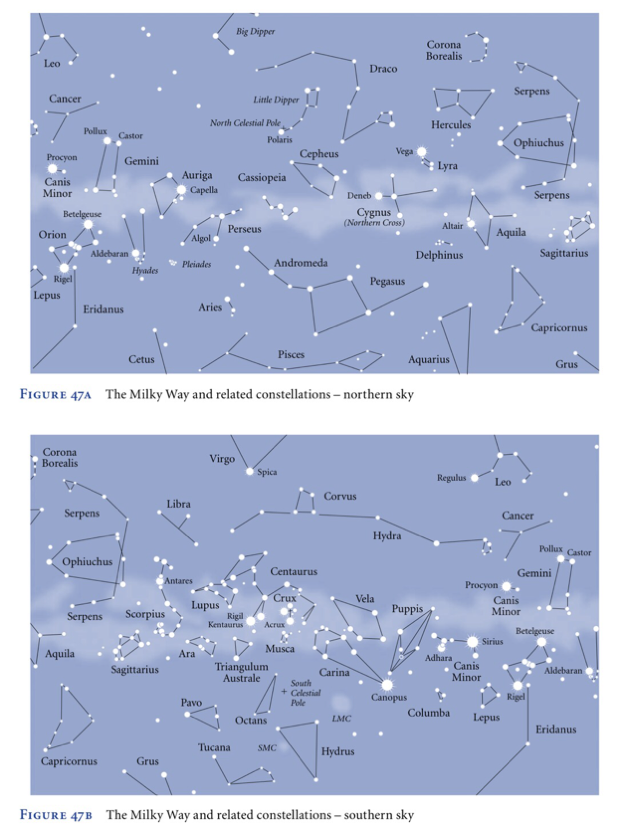 Big Dipper
Corona
Borealis
Leo
Draco
Serpens
Cancer
Little Dipper
North Celestial Pole
Polaris
Hercules
Pollux
Castor
Ophiuchus
Procyon
Gemini
Cepheus
Vega
Lyra
Canis
Minor
Auriga
Capella
Cassiopeia
Deneb
Serpens
Betelgeuse
Cygnus
(Northern Cross)
Orion
Algol
Perseus
Altair
Aquila
Aldebaran
Hyades
Pleiades
Andromeda
Delphinus
Sagittarius
Rigel
Pegasus
Lepus
Eridanus
Aries
Capricornus
Cetus
Pisces
Aquarius
Grus
FIGURE 47A The Milky Way and related constellations – northern sky
Corona
Borealis
Virgo
Spica
Regulus
Leo
Serpens
Libra
Corvus
Cancer
Hydra
Ophiuchus
Pollux
Castor
Antares
Centaurus
Gemini
Procyon
Canis
Minor
Serpens
Scorpius
Lupus
Crux
Vela
Puppis
Rigil
Kentaurus
Acrux
Betelgeuse
Aquila
Sagittarius
Ara
Musca
Sirius
Adhara
Canis
Minor
Aldebaran
Triangulum
Australe
Carina
Canopus
South
Celestial
Pole
Rigel
Pavo
Octans
LMC
Columba
Lepus
Eridanus
Capricornus
Grus
Tucana
SMC
Hydrus
FIGURE 47B The Milky Way and related constellations – southern sky